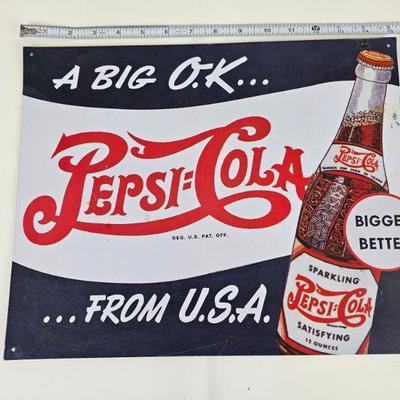 A BIG O.K...
PEPSI=COLA
REG. U.S. PAT. OFF.
...FROM U.S.A.
PEPSI=COLA
BIGGE
BETTE
SPARKLING
PEPSI=COLA
SATISFYING
12 OUNCES